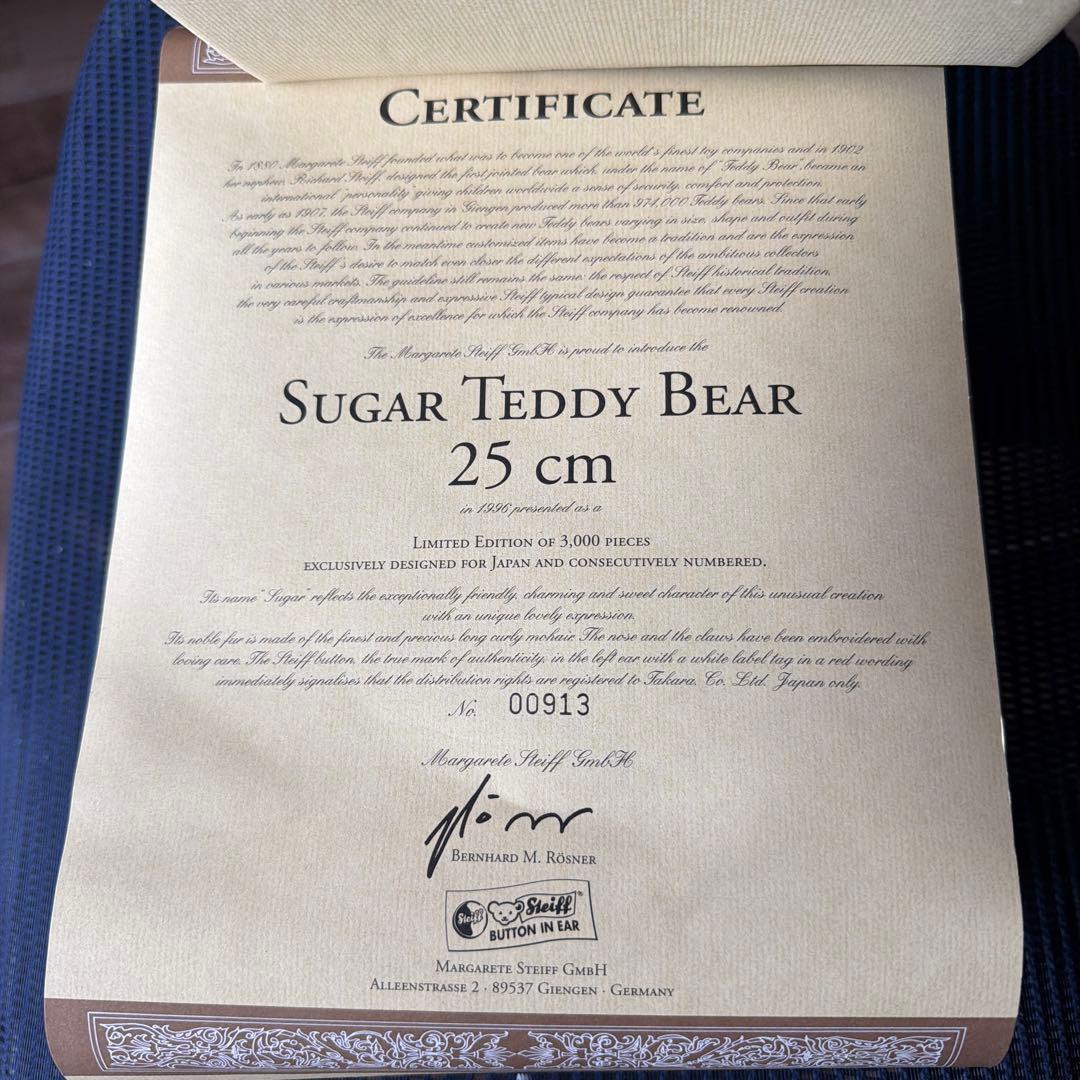 CERTIFICATE
In 1880 Margarete Steiff founded what was to become one of the world's finest toy companies and in 1902
her nephew, Richard Steiff, designed the first jointed bear which, under the name of "Teddy Bear", became an
international "personality" giving children worldwide a sense of security, comfort and protection.
As early as 1907, the Steiff company in Giengen produced more than 974,000 Teddy bears. Since that early
beginning the Steiff company continued to create new Teddy bears varying in size, shape and outfit during
all the years to follow. In the meantime customized items have become a tradition and are the expression
of the Steiff's desire to match even closer the different expectations of the ambitious collectors
in various markets. The guideline still remains the same: the respect of Steiff historical tradition,
the very careful craftmanship and expressive Steiff typical design guarantee that every Steiff creation
is the expression of excellence for which the Steiff company has become renowned.
The Margarete Steiff GmbH is proud to introduce the
SUGAR TEDDY BEAR
25 cm
in 1996 presented as a
LIMITED EDITION OF 3,000 PIECES
EXCLUSIVELY DESIGNED FOR JAPAN AND CONSECUTIVELY NUMBERED.
Its name "Sugar" reflects the exceptionally friendly, charming and sweet character of this unusual creation
with an unique lovely expression.
Its noble fur is made of the finest and precious long curly mohair. The nose and the claws have been embroidered with
loving care. The Steiff button, the true mark of authenticity, in the left ear with a white label tag in a red wording
immediately signalises that the distribution rights are registered to Takara, Co. Ltd. Japan only.
No. 00913
Margarete Steiff GmbH
BERNHARD M. RÖSNER
Steiff Steiff®
BUTTON IN EAR
MARGARETE STEIFF GMBH
ALLEENSTRASSE 2 · 89537 GIENGEN · GERMANY